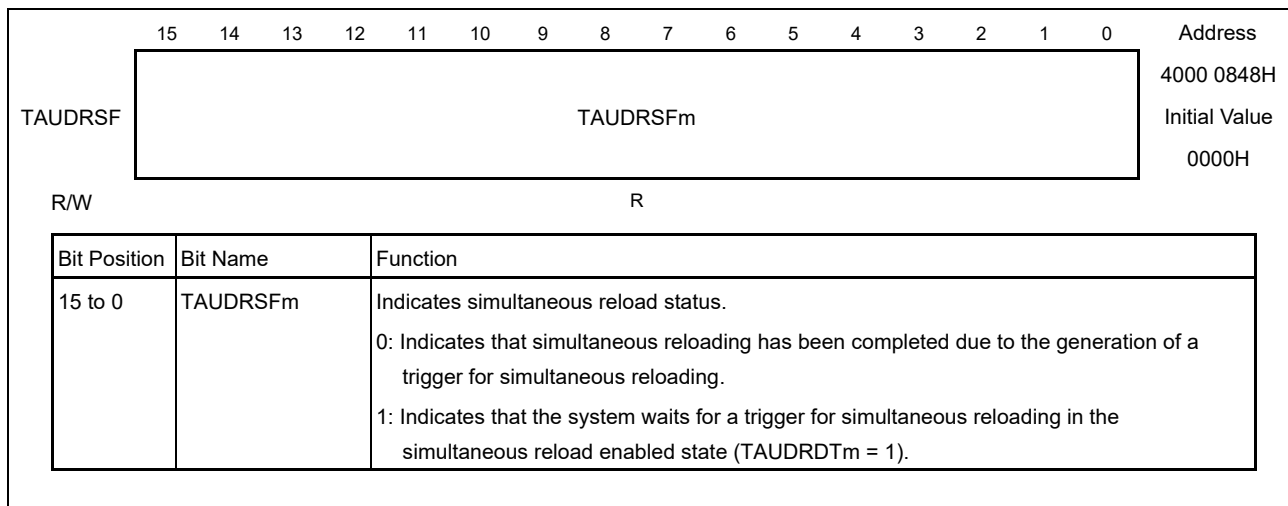 15 14 13 12 11 10 9 8 7 6 5 4 3 2 1 0 Address
4000 0848H
TAUDRSF TAUDRSFm Initial Value
0000H
R/W R
Bit Position Bit Name Function
15 to 0 TAUDRSFm Indicates simultaneous reload status.
0: Indicates that simultaneous reloading has been completed due to the generation of a
trigger for simultaneous reloading.
1: Indicates that the system waits for a trigger for simultaneous reloading in the
simultaneous reload enabled state (TAUDRDTm = 1).